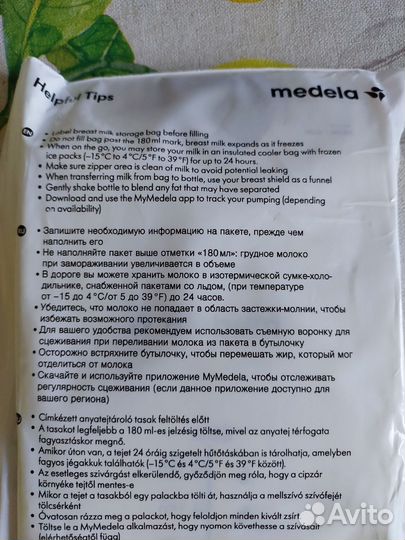 medela
Helpful Tips
EN
• Label breast milk storage bag before filling
• Do not fill bag past the 180 ml mark, breast milk expands as it freezes
• When on the go, you may store your milk in an insulated cooler bag with frozen
ice packs (–15°C to 4°C/5°F to 39°F) for up to 24 hours.
• Make sure zipper area is clean of milk to avoid potential leaking
• When transferring milk from bag to bottle, use your breast shield as a funnel
• Gently shake bottle to blend any fat that may have separated
• Download and use the MyMedela app to track your pumping (depending
on availability)
RU
• Запишите необходимую информацию на пакете, прежде чем
наполнить его
• Не наполняйте пакет выше отметки «180 мл»: грудное молоко
при замораживании увеличивается в объеме
• В дороге вы можете хранить молоко в изотермической сумке-холо-
дильнике, снабженной пакетами со льдом, (при температуре
от –15 до 4°C/от 5 до 39°F) до 24 часов.
• Убедитесь, что молоко не попадает в область застежки-молнии, чтобы
избежать возможного протекания
• Для вашего удобства рекомендуем использовать съемную воронку для
сцеживания при переливании молока из пакета в бутылочку
• Осторожно встряхните бутылочку, чтобы перемешать жир, который мог
отделиться от молока
• Скачайте и используйте приложение MyMedela, чтобы отслеживать
регулярность сцеживания (если данное приложение доступно для
вашего региона)
• Címkézett anyatejtároló tasak feltöltés előtt
• A tasakot legfeljebb a 180 ml-es jelzésig töltse, mivel az anyatej térfogata
fagyasztáskor megnő.
• Amikor úton van, a tejet 24 óráig szigetelt hűtőtáskában is tárolhatja, amelyben
fagyos jégakkuk találhatók (–15°C és 4°C/5°F és 39°F között).
• Az esetleges szivárgást elkerülendő, győződjön meg róla, hogy a cipzár
környéke tejtől mentes-e
• Mikor a tejet a tasakból egy palackba tölti át, használja a mellszívó szívófejét
tölcsérként
• Óvatosan rázza meg a palackot, hogy feloldjon minden kivált zsírt
• Töltse le a MyMedela alkalmazást, hogy nyomon követhesse a szívásait
(elérhetőségtől függ)
Avito